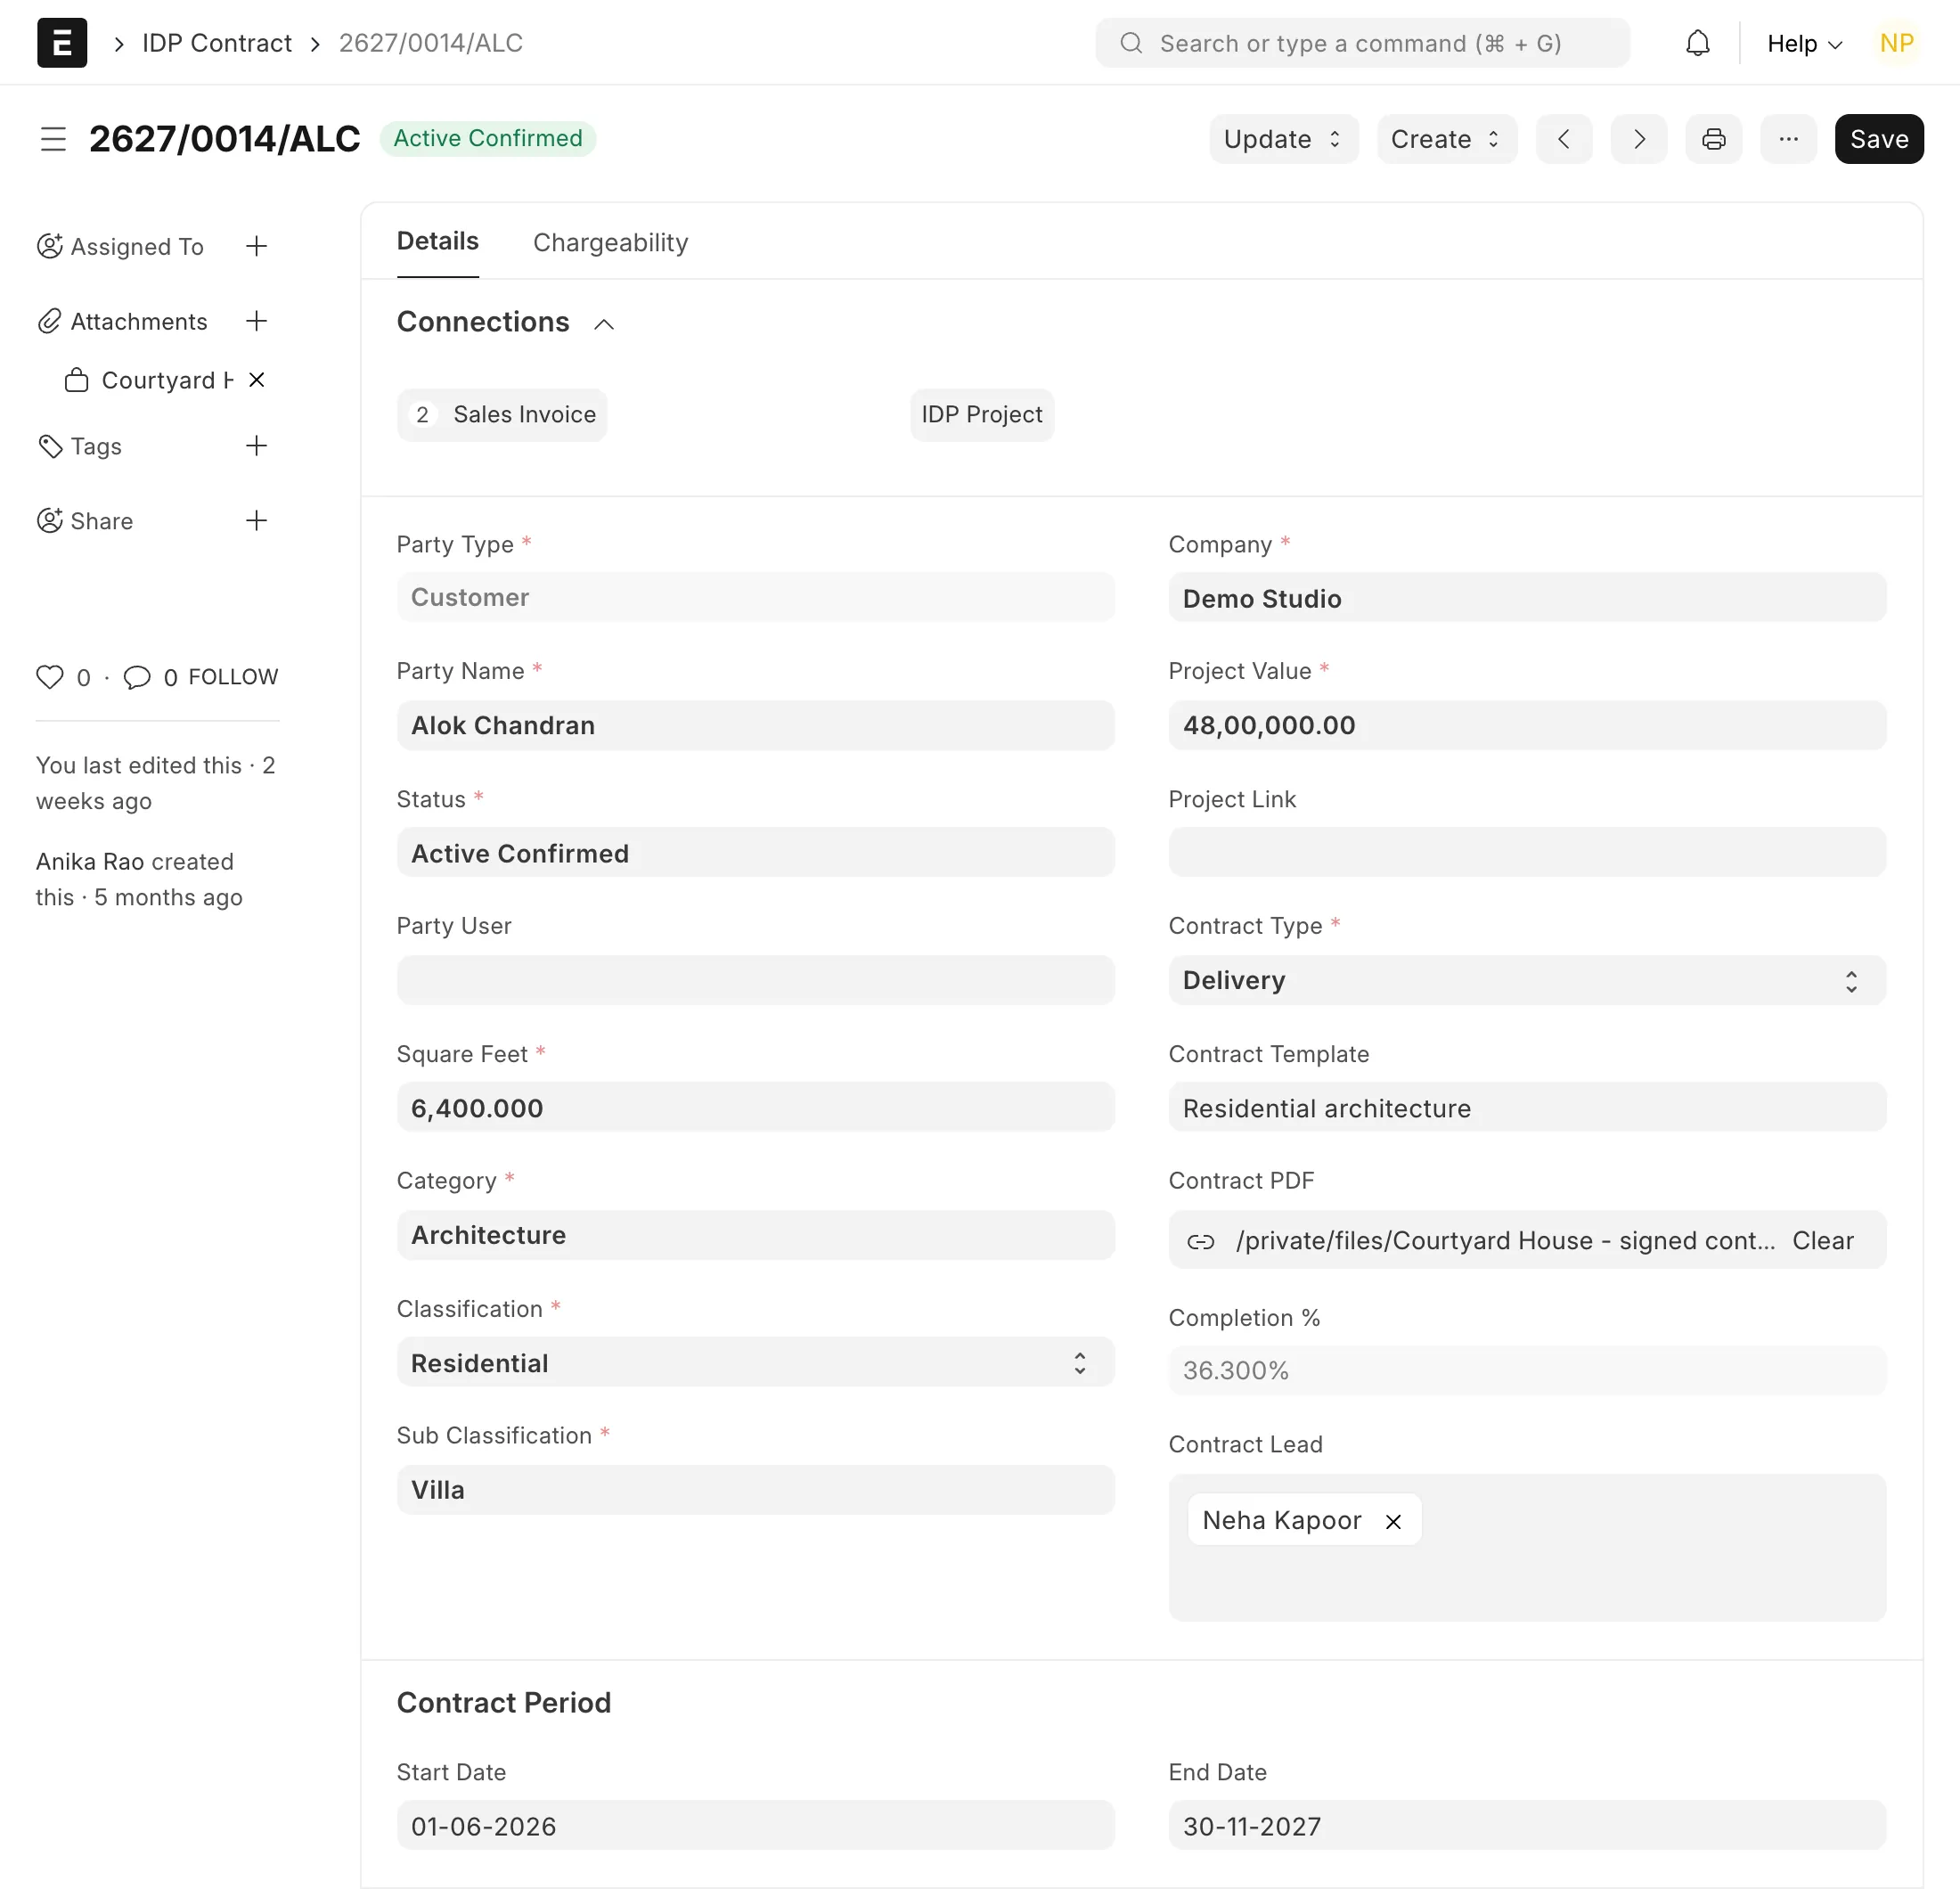 E
IDP Contract
2627/0014/ALC
Search or type a command (⌘ + G)
Help
NP
2627/0014/ALC
Active Confirmed
Update
Create
···
Save
Assigned To
Attachments
Courtyard H
Tags
Share
0 · 0 FOLLOW
You last edited this · 2
weeks ago
Anika Rao created
this · 5 months ago
Details
Chargeability
Connections
2 Sales Invoice
IDP Project
Party Type *
Customer
Company *
Demo Studio
Party Name *
Alok Chandran
Project Value *
48,00,000.00
Status *
Active Confirmed
Project Link
Party User
Contract Type *
Delivery
Square Feet *
6,400.000
Contract Template
Residential architecture
Category *
Architecture
Contract PDF
/private/files/Courtyard House - signed cont...
Clear
Classification *
Residential
Completion %
36.300%
Sub Classification *
Villa
Contract Lead
Neha Kapoor
Contract Period
Start Date
01-06-2026
End Date
30-11-2027